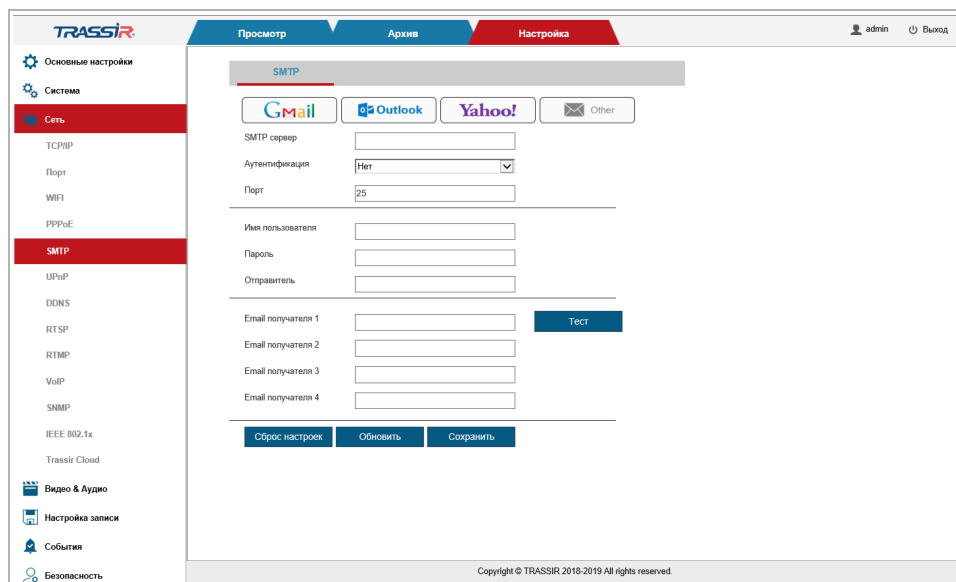 TRASSIR
Просмотр
Архив
Настройка
admin
Выход
Основные настройки
Система
Сеть
TCP/IP
Порт
WIFI
PPPoE
SMTP
UPnP
DDNS
RTSP
RTMP
VoIP
SNMP
IEEE 802.1x
Trassir Cloud
Видео & Аудио
Настройка записи
События
Безопасность
SMTP
Gmail
Outlook
Yahoo!
Other
SMTP сервер
Аутентификация
Нет
Порт
25
Имя пользователя
Пароль
Отправитель
Email получателя 1
Тест
Email получателя 2
Email получателя 3
Email получателя 4
Сброс настроек
Обновить
Сохранить
Copyright © TRASSIR 2018-2019 All rights reserved.